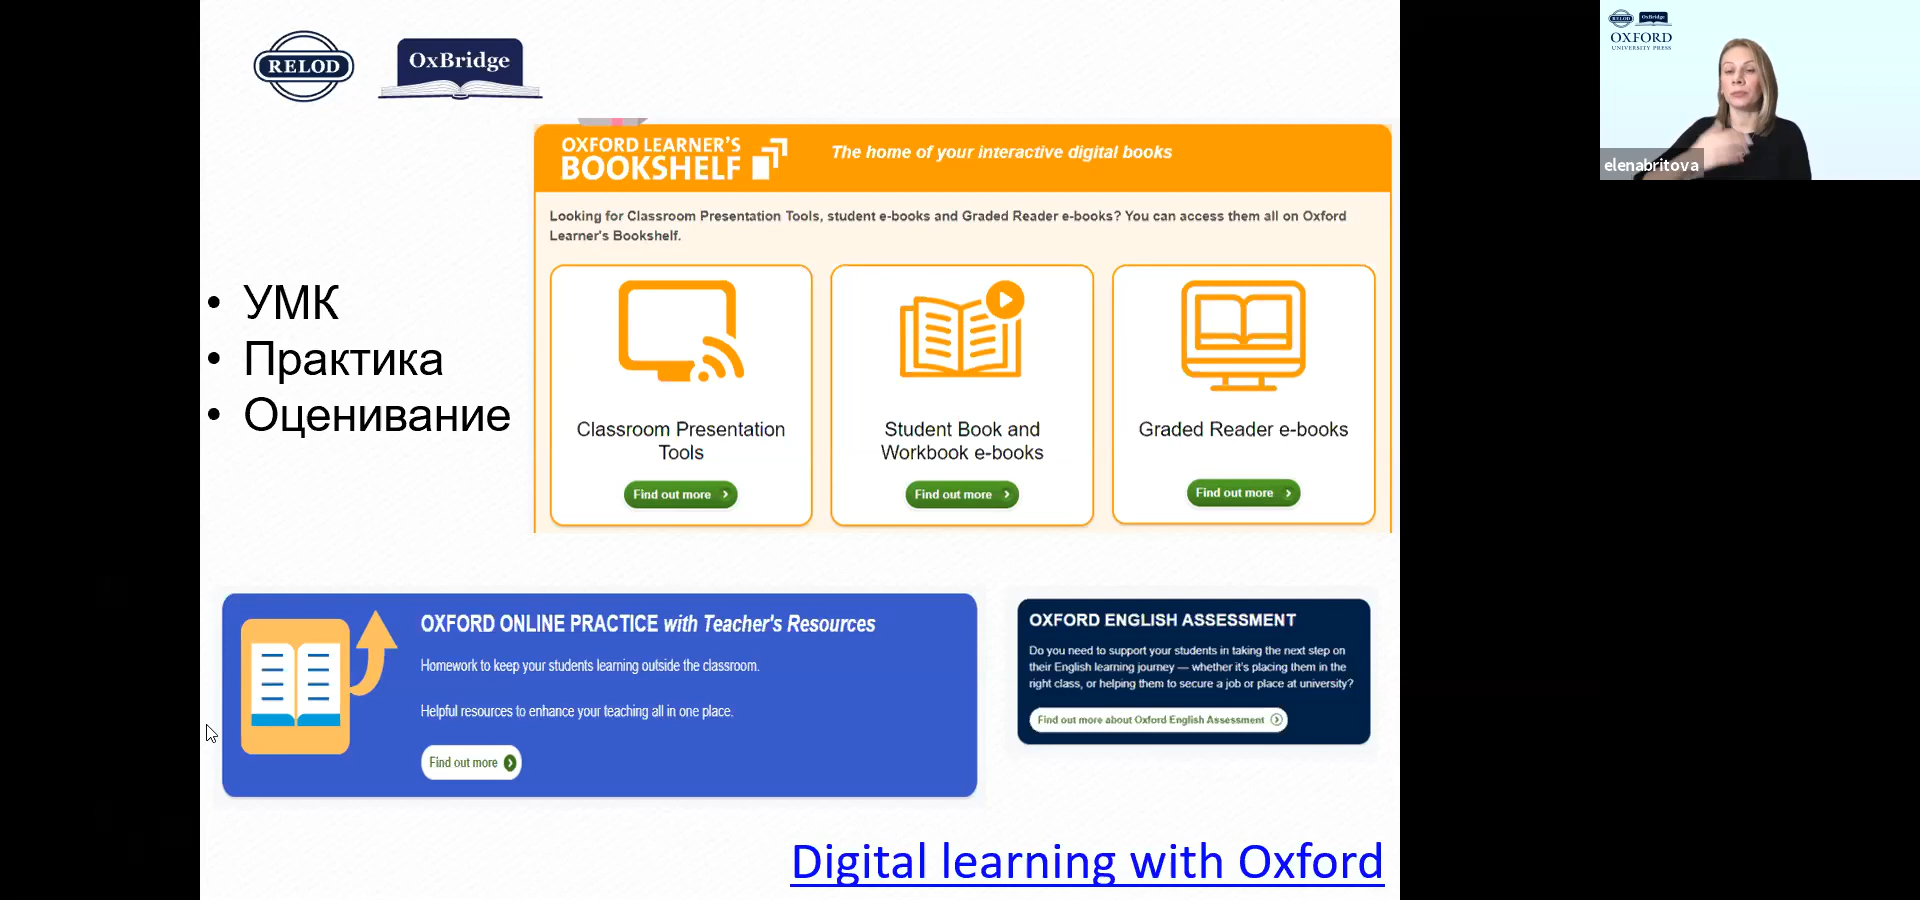 RELOD
OxBridge
OXFORD LEARNER'S
BOOKSHELF
The home of your interactive digital books
Looking for Classroom Presentation Tools, student e-books and Graded Reader e-books? You can access them all on Oxford
Learner's Bookshelf.
• УМК
• Практика
• Оценивание
Classroom Presentation
Tools
Find out more
Student Book and
Workbook e-books
Find out more
Graded Reader e-books
Find out more
OXFORD ONLINE PRACTICE with Teacher's Resources
Homework to keep your students learning outside the classroom.
Helpful resources to enhance your teaching all in one place.
Find out more
OXFORD ENGLISH ASSESSMENT
Do you need to support your students in taking the next step on
their English learning journey — whether it's placing them in the
right class, or helping them to secure a job or place at university?
Find out more about Oxford English Assessment
Digital learning with Oxford
RELOD
OxBridge
OXFORD
UNIVERSITY PRESS
elenabritova